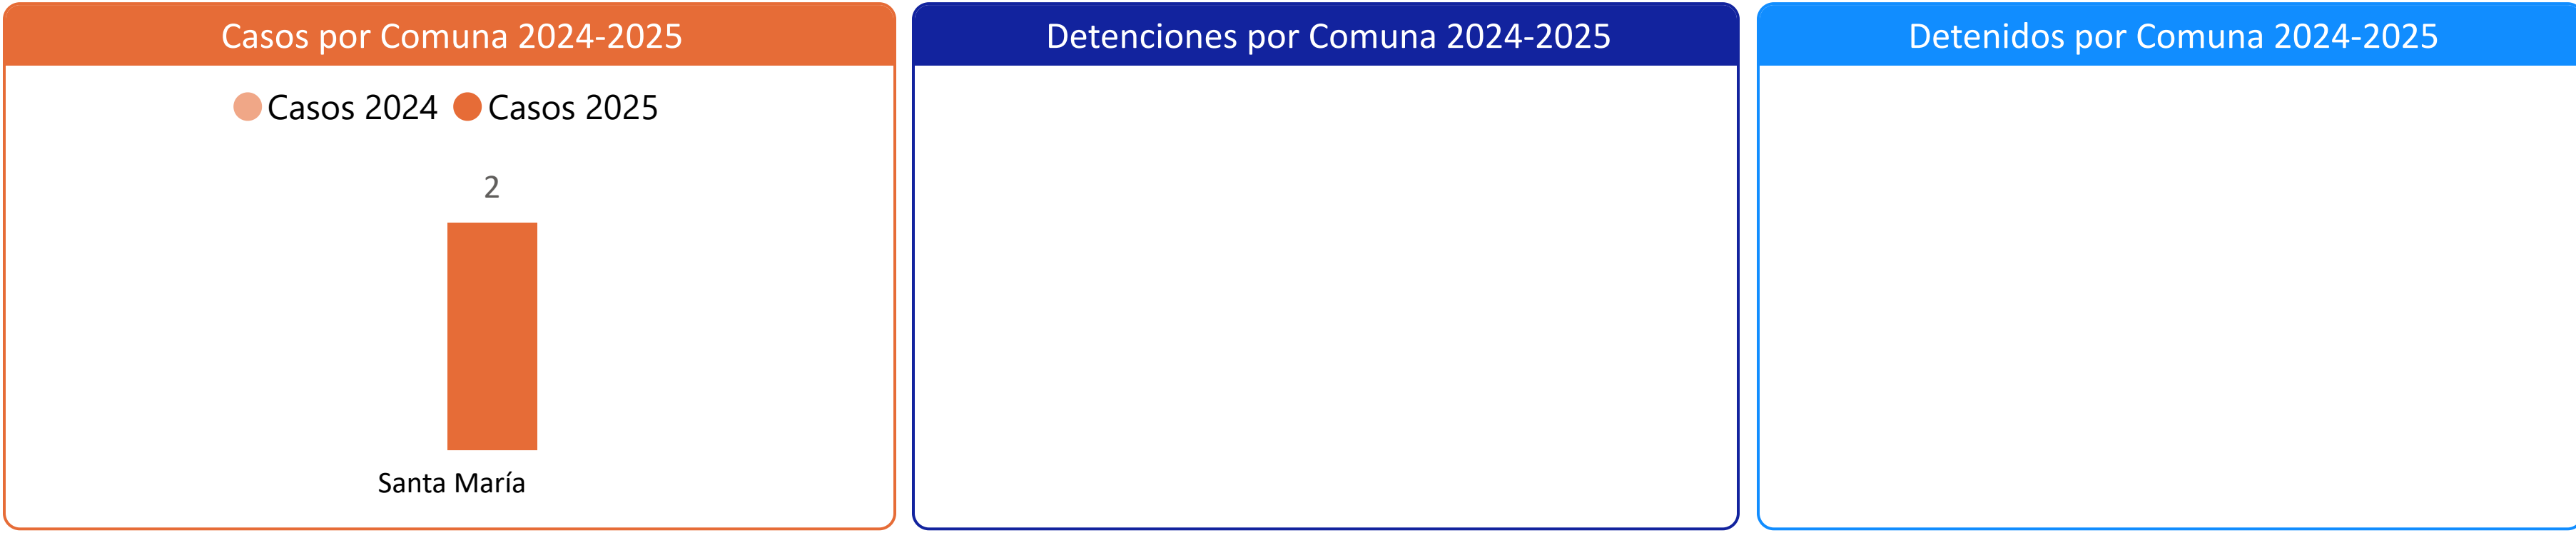 Casos por Comuna 2024-2025
Casos 2024 Casos 2025
2
Santa María
Detenciones por Comuna 2024-2025
Detenidos por Comuna 2024-2025